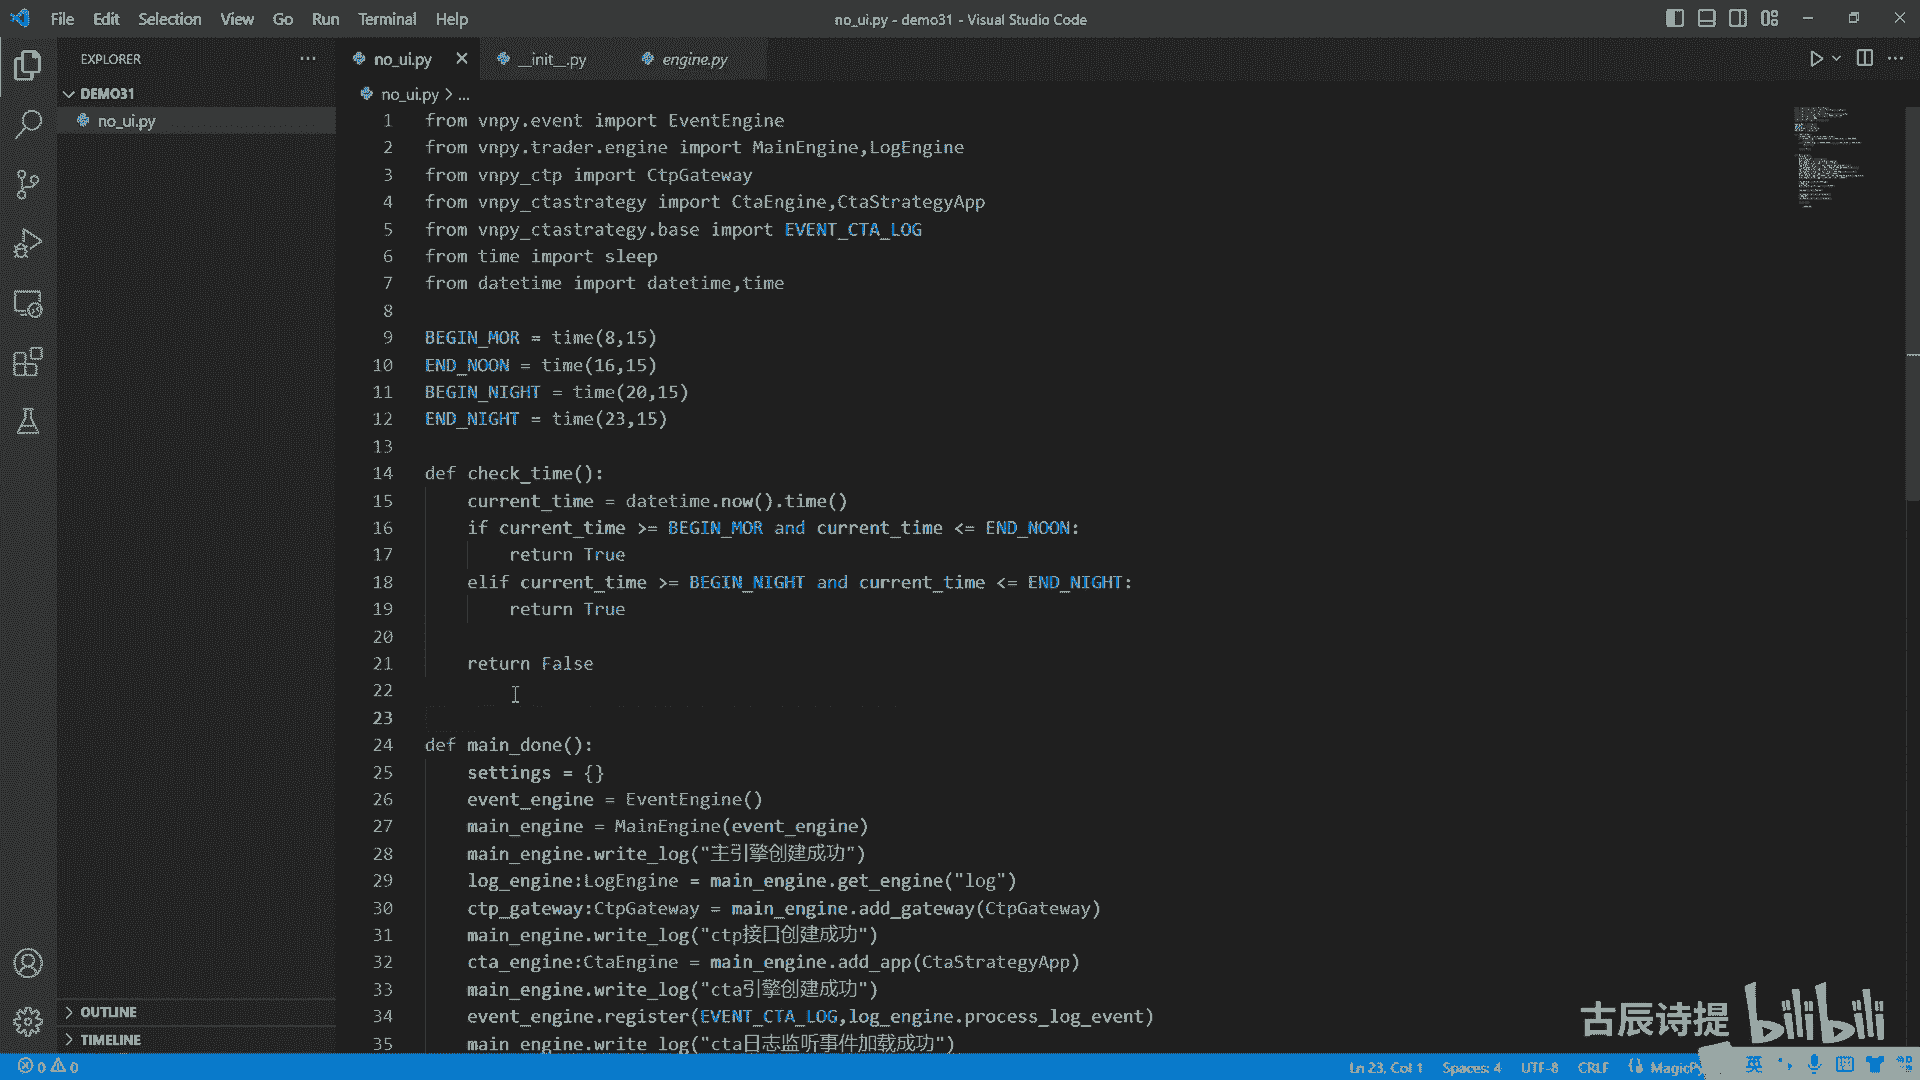 File Edit Selection View Go Run Terminal Help
no_ui.py - demo31 - Visual Studio Code
EXPLORER
DEMO31
no_ui.py
OUTLINE
TIMELINE
no_ui.py
__init__.py
engine.py
no_ui.py > ...
1 from vnpy.event import EventEngine
2 from vnpy.trader.engine import MainEngine,LogEngine
3 from vnpy_ctp import CtpGateway
4 from vnpy_ctastrategy import CtaEngine,CtaStrategyApp
5 from vnpy_ctastrategy.base import EVENT_CTA_LOG
6 from time import sleep
7 from datetime import datetime,time
8
9 BEGIN_MOR = time(8,15)
10 END_NOON = time(16,15)
11 BEGIN_NIGHT = time(20,15)
12 END_NIGHT = time(23,15)
13
14 def check_time():
15 current_time = datetime.now().time()
16 if current_time >= BEGIN_MOR and current_time <= END_NOON:
17 return True
18 elif current_time >= BEGIN_NIGHT and current_time <= END_NIGHT:
19 return True
20
21 return False
22
23
24 def main_done():
25 settings = {}
26 event_engine = EventEngine()
27 main_engine = MainEngine(event_engine)
28 main_engine.write_log("主引擎创建成功")
29 log_engine:LogEngine = main_engine.get_engine("log")
30 ctp_gateway:CtpGateway = main_engine.add_gateway(CtpGateway)
31 main_engine.write_log("ctp接口创建成功")
32 cta_engine:CtaEngine = main_engine.add_app(CtaStrategyApp)
33 main_engine.write_log("cta引擎创建成功")
34 event_engine.register(EVENT_CTA_LOG,log_engine.process_log_event)
35 main_engine.write_log("cta日志监听事件加载成功")
古辰诗提 bilibili
0 0
Ln 23, Col 1 Spaces: 4 UTF-8 CRLF MagicPy
英